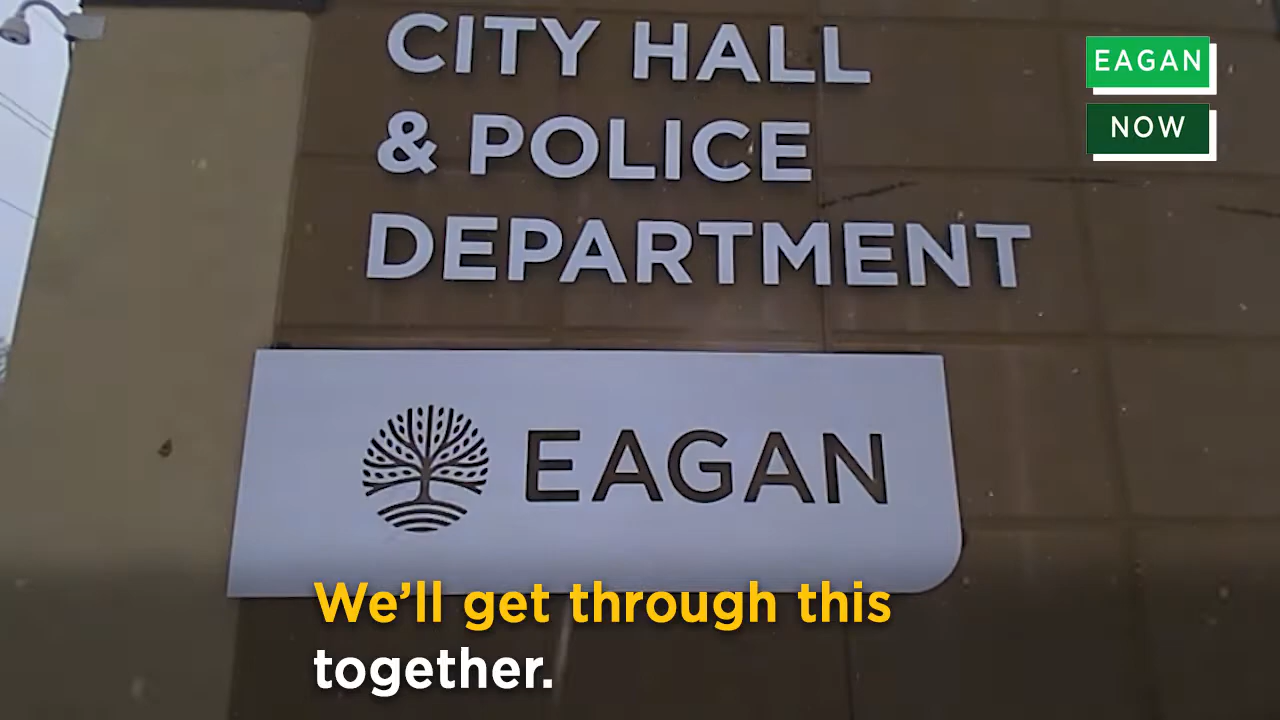 CITY HALL
& POLICE
DEPARTMENT
EAGAN
NOW
EAGAN
We’ll get through this
together.